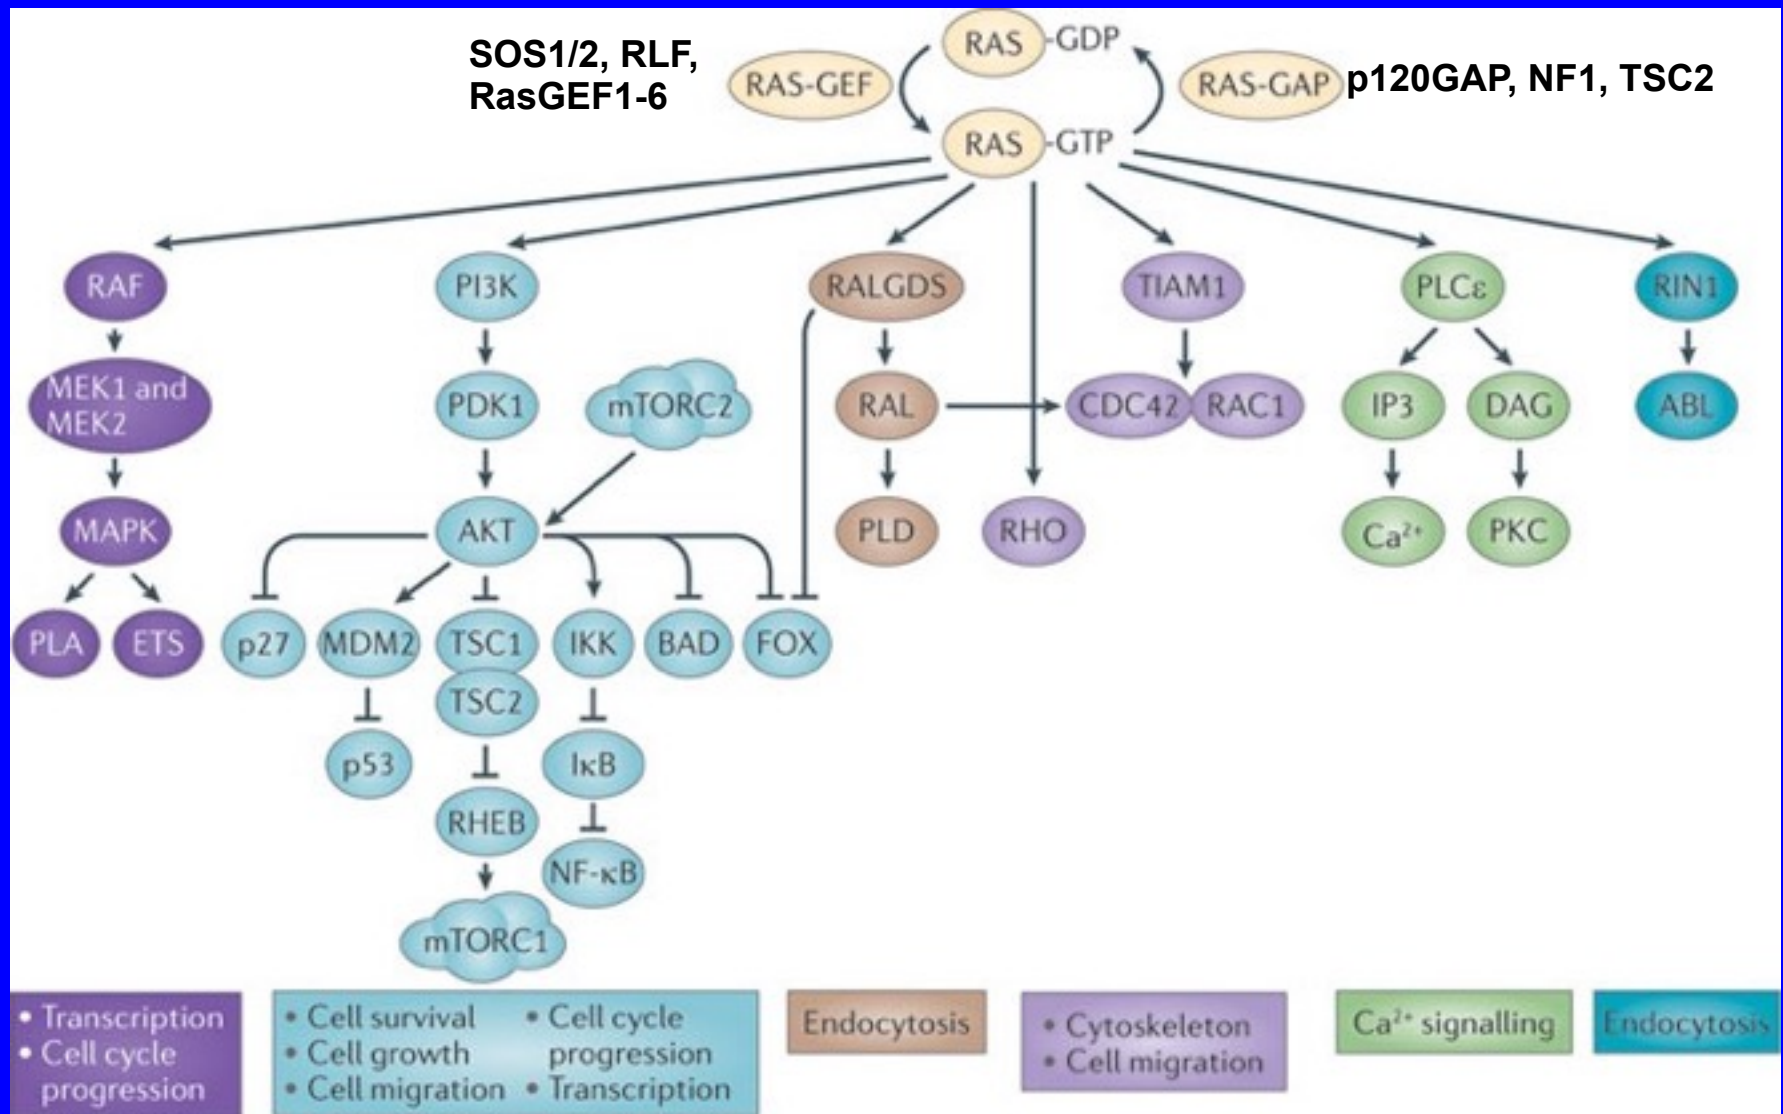 SOS1/2, RLF,
RasGEF1-6
RAS-GEF
RAS -GDP
RAS-GAP
p120GAP, NF1, TSC2
RAS -GTP
RAF
PI3K
RALGDS
TIAM1
PLCε
RIN1
MEK1 and
MEK2
PDK1
mTORC2
RAL
CDC42
RAC1
IP3
DAG
ABL
MAPK
AKT
PLD
RHO
Ca²⁺
PKC
PLA
ETS
p27
MDM2
TSC1
IKK
BAD
FOX
TSC2
p53
IκB
RHEB
NF-κB
mTORC1
• Transcription
• Cell cycle
progression
• Cell survival
• Cell growth
• Cell migration
• Cell cycle
progression
• Transcription
Endocytosis
• Cytoskeleton
• Cell migration
Ca²⁺ signalling
Endocytosis